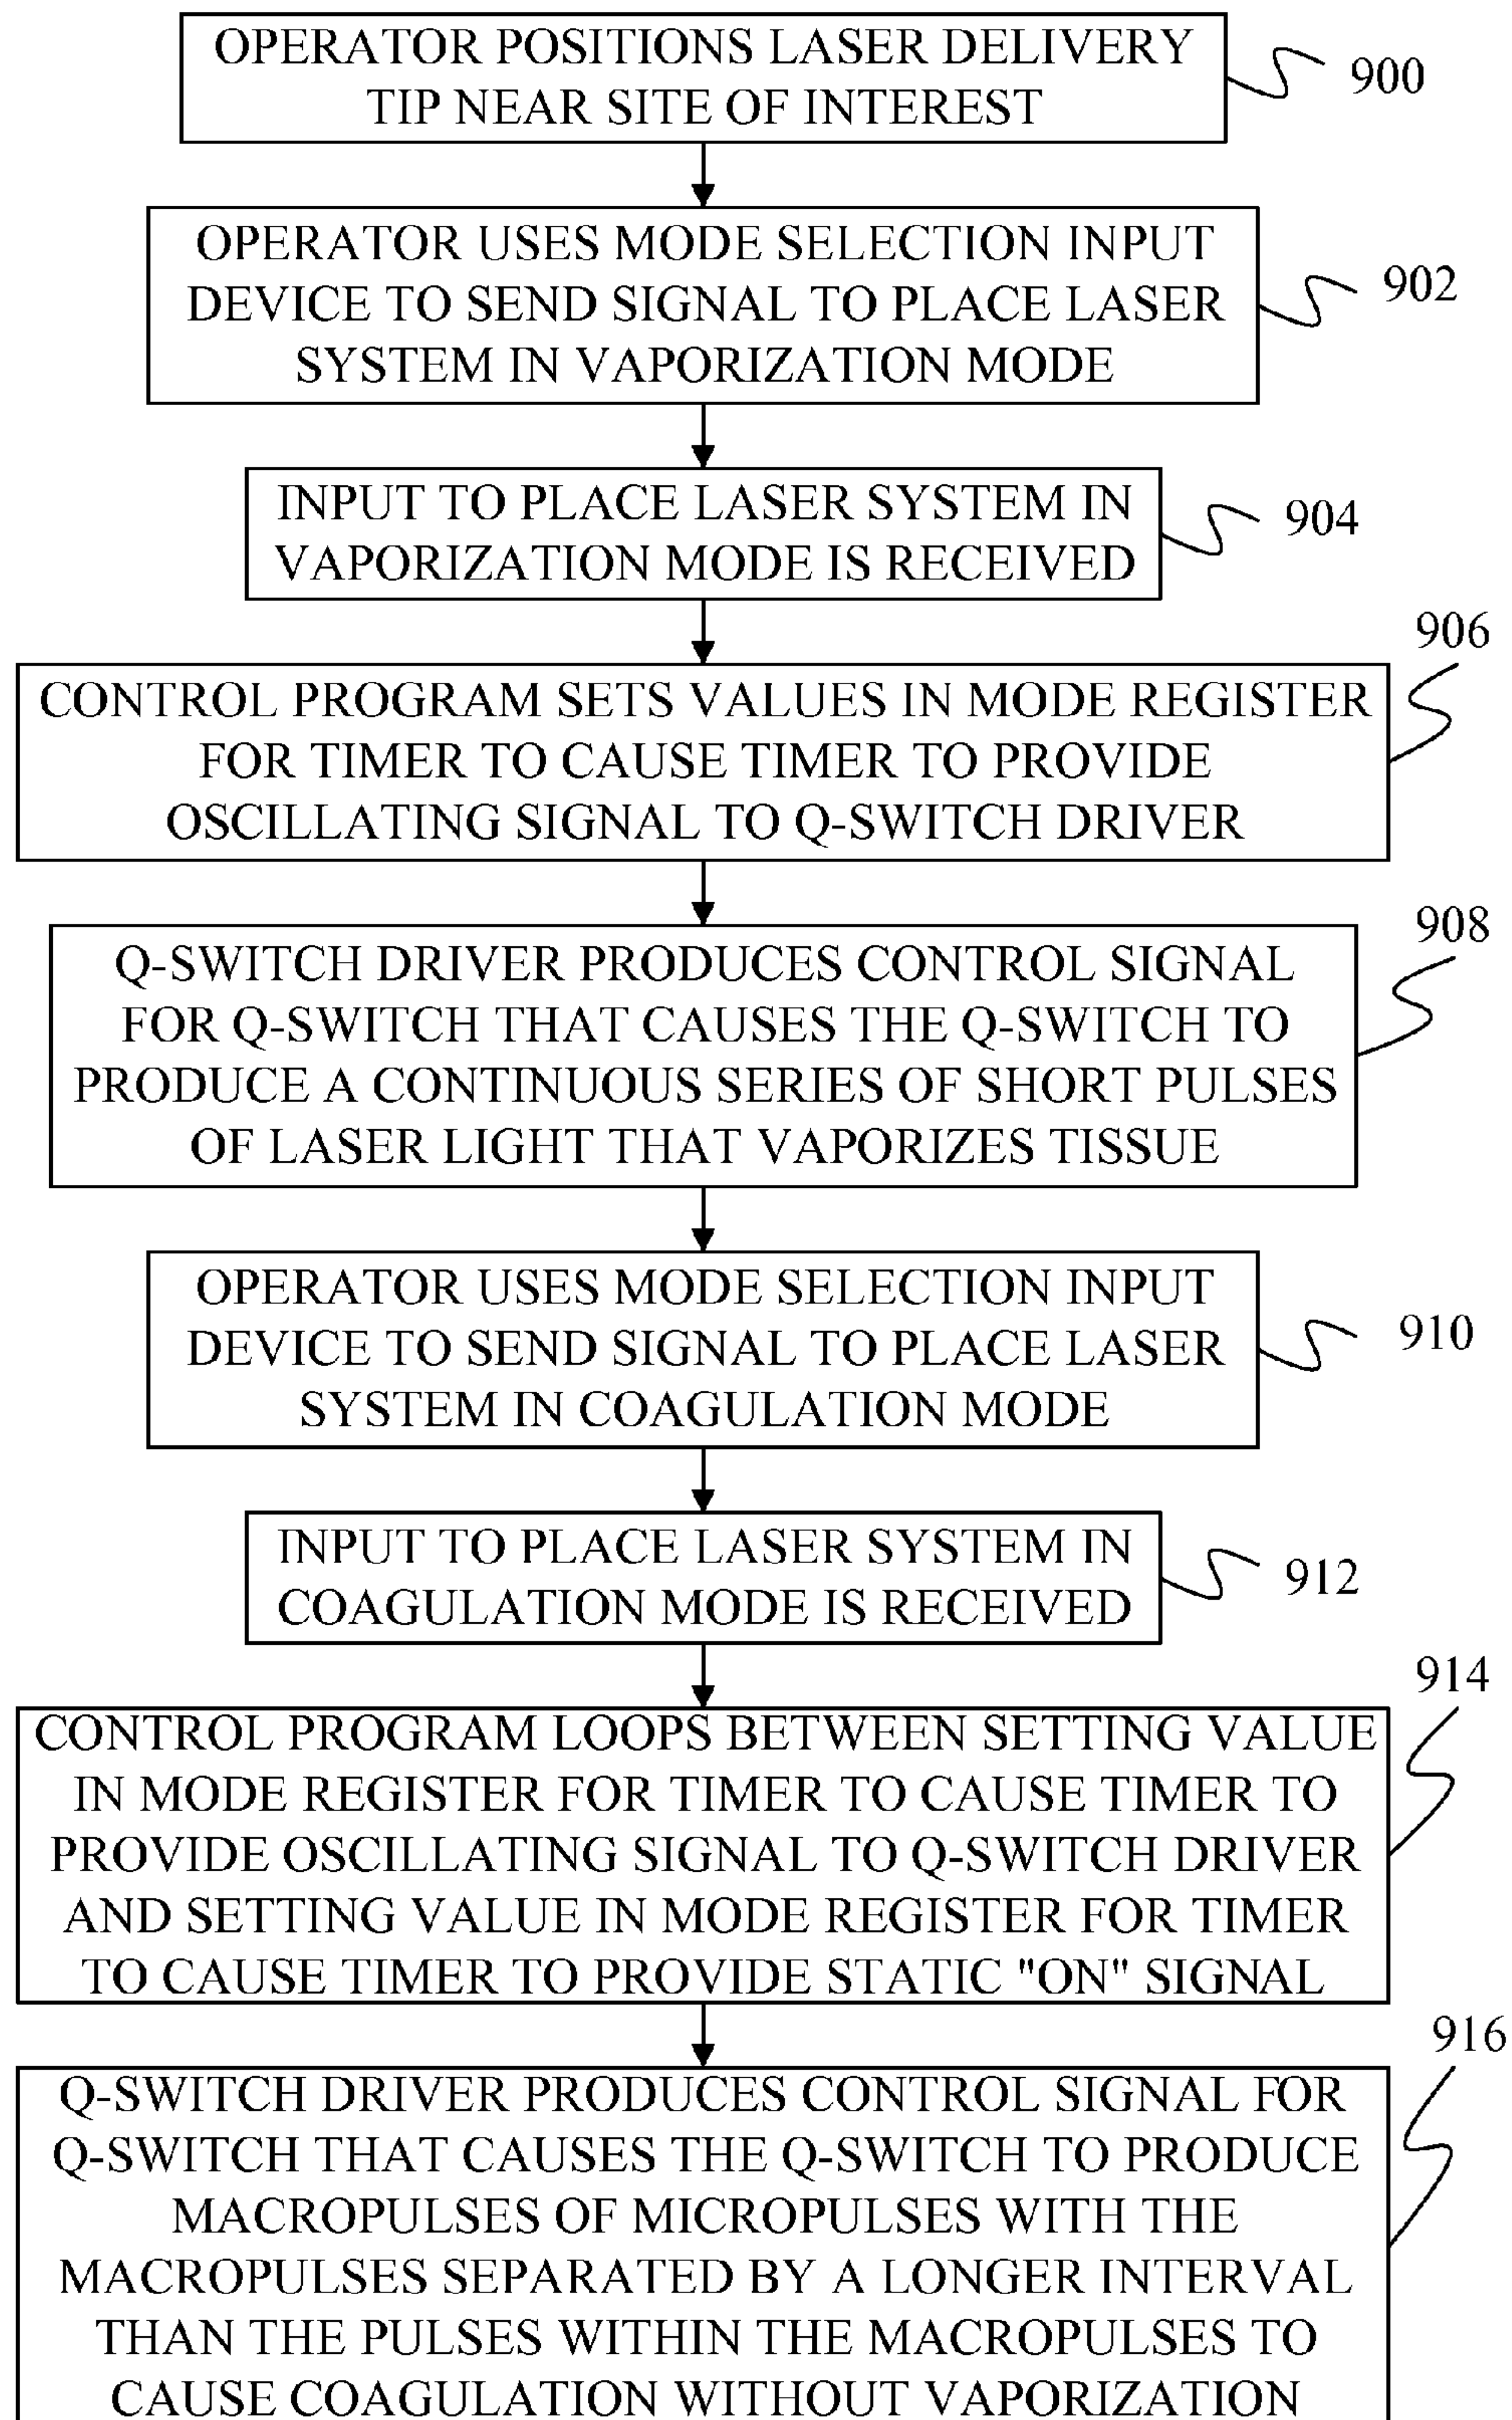 OPERATOR POSITIONS LASER DELIVERY
TIP NEAR SITE OF INTEREST
900
OPERATOR USES MODE SELECTION INPUT
DEVICE TO SEND SIGNAL TO PLACE LASER
SYSTEM IN VAPORIZATION MODE
902
INPUT TO PLACE LASER SYSTEM IN
VAPORIZATION MODE IS RECEIVED
904
CONTROL PROGRAM SETS VALUES IN MODE REGISTER
FOR TIMER TO CAUSE TIMER TO PROVIDE
OSCILLATING SIGNAL TO Q-SWITCH DRIVER
906
Q-SWITCH DRIVER PRODUCES CONTROL SIGNAL
FOR Q-SWITCH THAT CAUSES THE Q-SWITCH TO
PRODUCE A CONTINUOUS SERIES OF SHORT PULSES
OF LASER LIGHT THAT VAPORIZES TISSUE
908
OPERATOR USES MODE SELECTION INPUT
DEVICE TO SEND SIGNAL TO PLACE LASER
SYSTEM IN COAGULATION MODE
910
INPUT TO PLACE LASER SYSTEM IN
COAGULATION MODE IS RECEIVED
912
CONTROL PROGRAM LOOPS BETWEEN SETTING VALUE
IN MODE REGISTER FOR TIMER TO CAUSE TIMER TO
PROVIDE OSCILLATING SIGNAL TO Q-SWITCH DRIVER
AND SETTING VALUE IN MODE REGISTER FOR TIMER
TO CAUSE TIMER TO PROVIDE STATIC "ON" SIGNAL
914
Q-SWITCH DRIVER PRODUCES CONTROL SIGNAL FOR
Q-SWITCH THAT CAUSES THE Q-SWITCH TO PRODUCE
MACROPULSES OF MICROPULSES WITH THE
MACROPULSES SEPARATED BY A LONGER INTERVAL
THAN THE PULSES WITHIN THE MACROPULSES TO
CAUSE COAGULATION WITHOUT VAPORIZATION
916